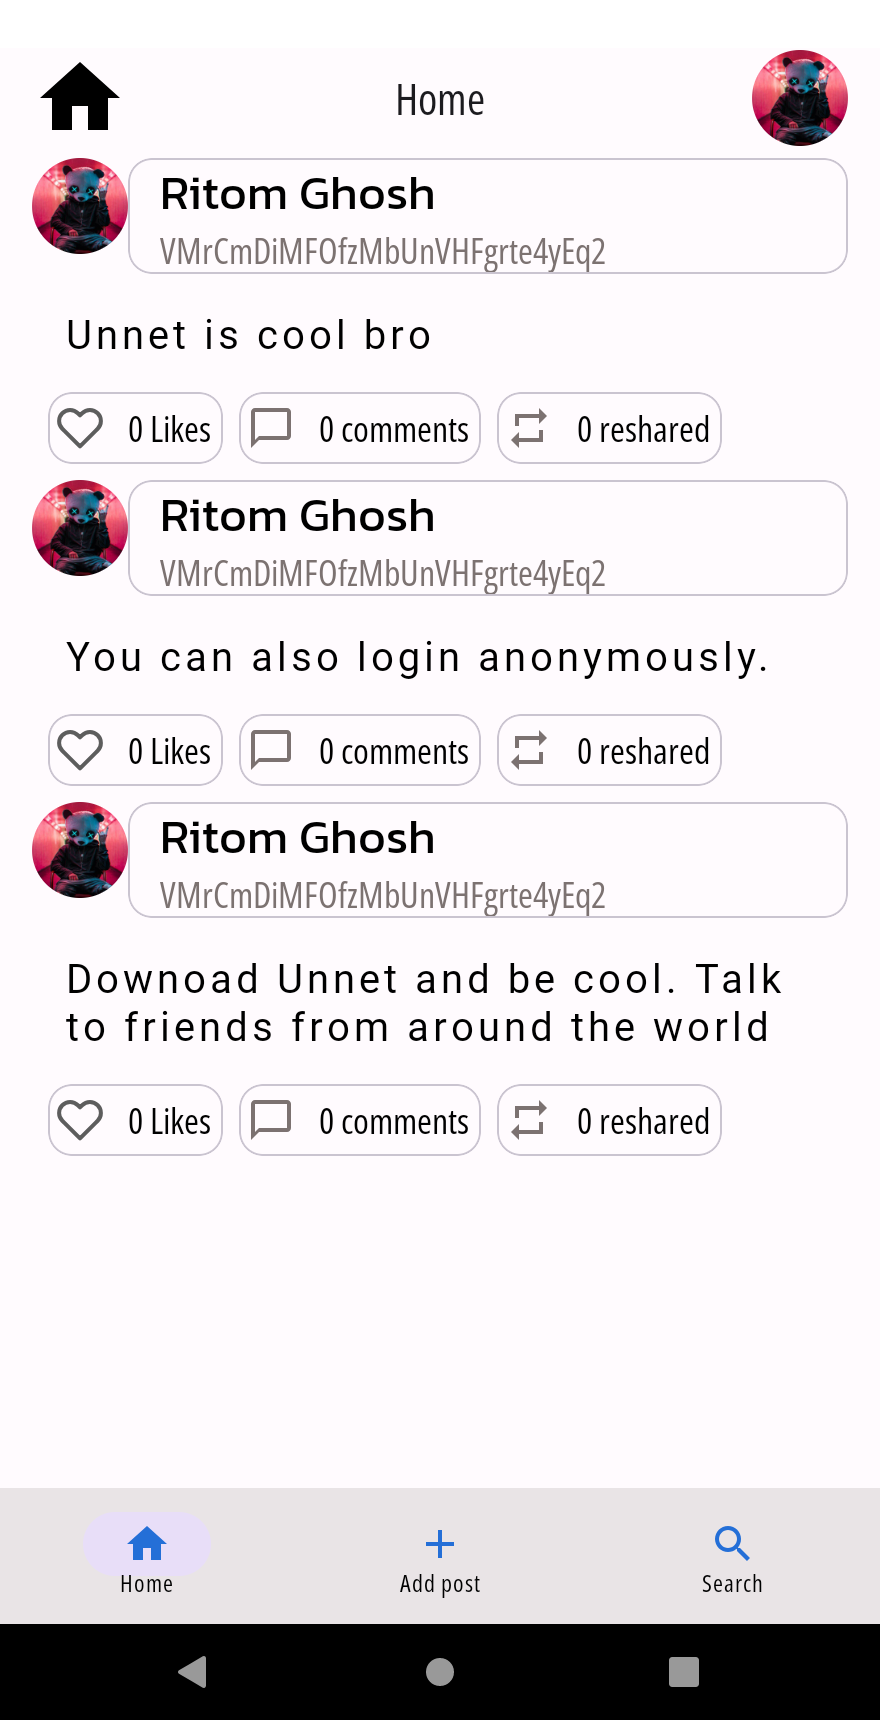 Home
Ritom Ghosh
VMrCmDiMFOfzMbUnVHFgrte4yEq2
Unnet is cool bro
0 Likes 0 comments 0 reshared
Ritom Ghosh
VMrCmDiMFOfzMbUnVHFgrte4yEq2
You can also login anonymously.
0 Likes 0 comments 0 reshared
Ritom Ghosh
VMrCmDiMFOfzMbUnVHFgrte4yEq2
Downoad Unnet and be cool. Talk
to friends from around the world
0 Likes 0 comments 0 reshared
Home Add post Search